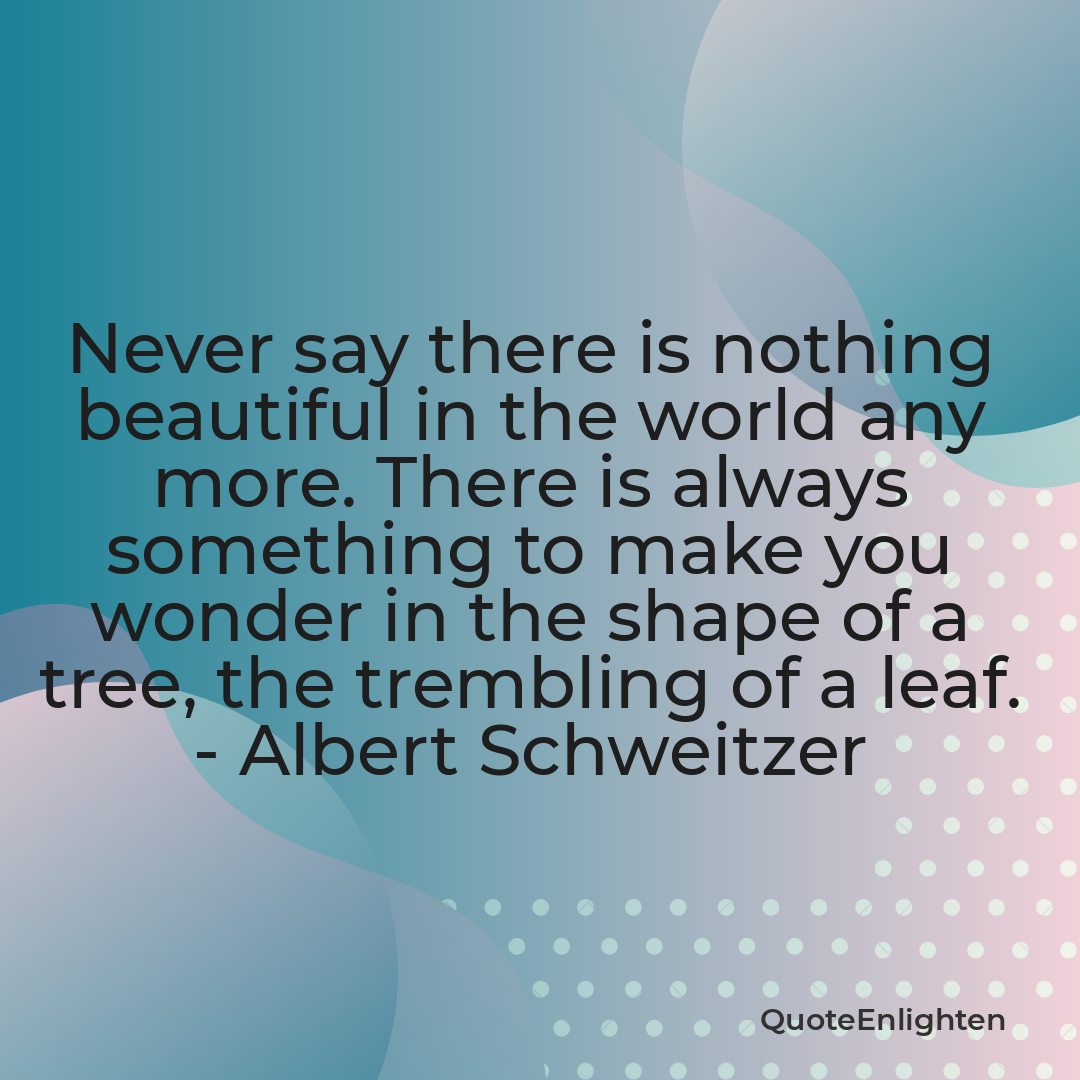 Never say there is nothing
beautiful in the world any
more. There is always
something to make you
wonder in the shape of a
tree, the trembling of a leaf.
- Albert Schweitzer
QuoteEnlighten